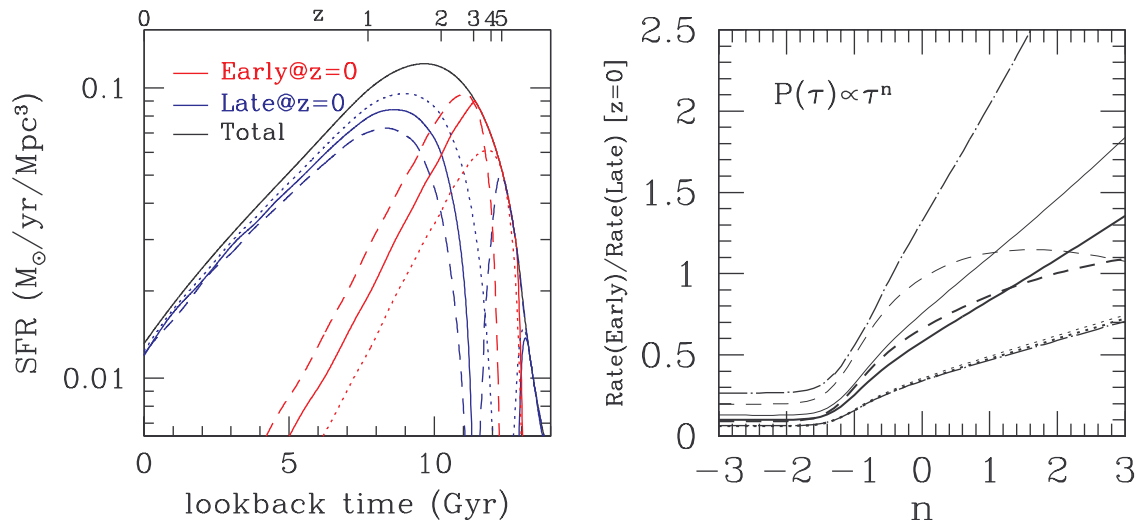 0 z 1 2 3 4 5
SFR (M☉/yr/Mpc³)
0.1
0.01
Early@z=0
Late@z=0
Total
0 5 10
lookback time (Gyr)
Rate(Early)/Rate(Late) [z=0]
2.5
2
1.5
1
0.5
0
P(τ)∝τⁿ
−3 −2 −1 0 1 2 3
n